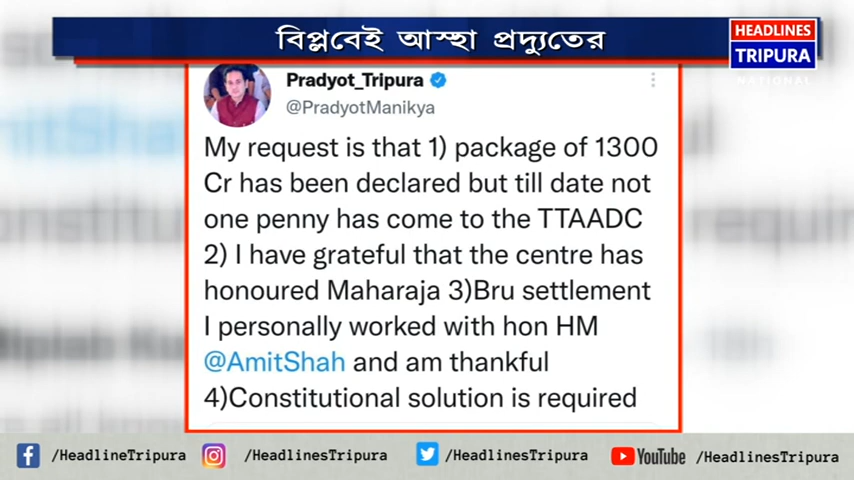 বিপ্লবেই আস্থা প্রদ্যুতের
HEADLINES
TRIPURA
NATIONAL
Pradyot_Tripura
@PradyotManikya
My request is that 1) package of 1300
Cr has been declared but till date not
one penny has come to the TTAADC
2) I have grateful that the centre has
honoured Maharaja 3)Bru settlement
I personally worked with hon HM
@AmitShah and am thankful
4)Constitutional solution is required
/HeadlineTripura
/HeadlinesTripura
/HeadlinesTripura
YouTube /HeadlinesTripura